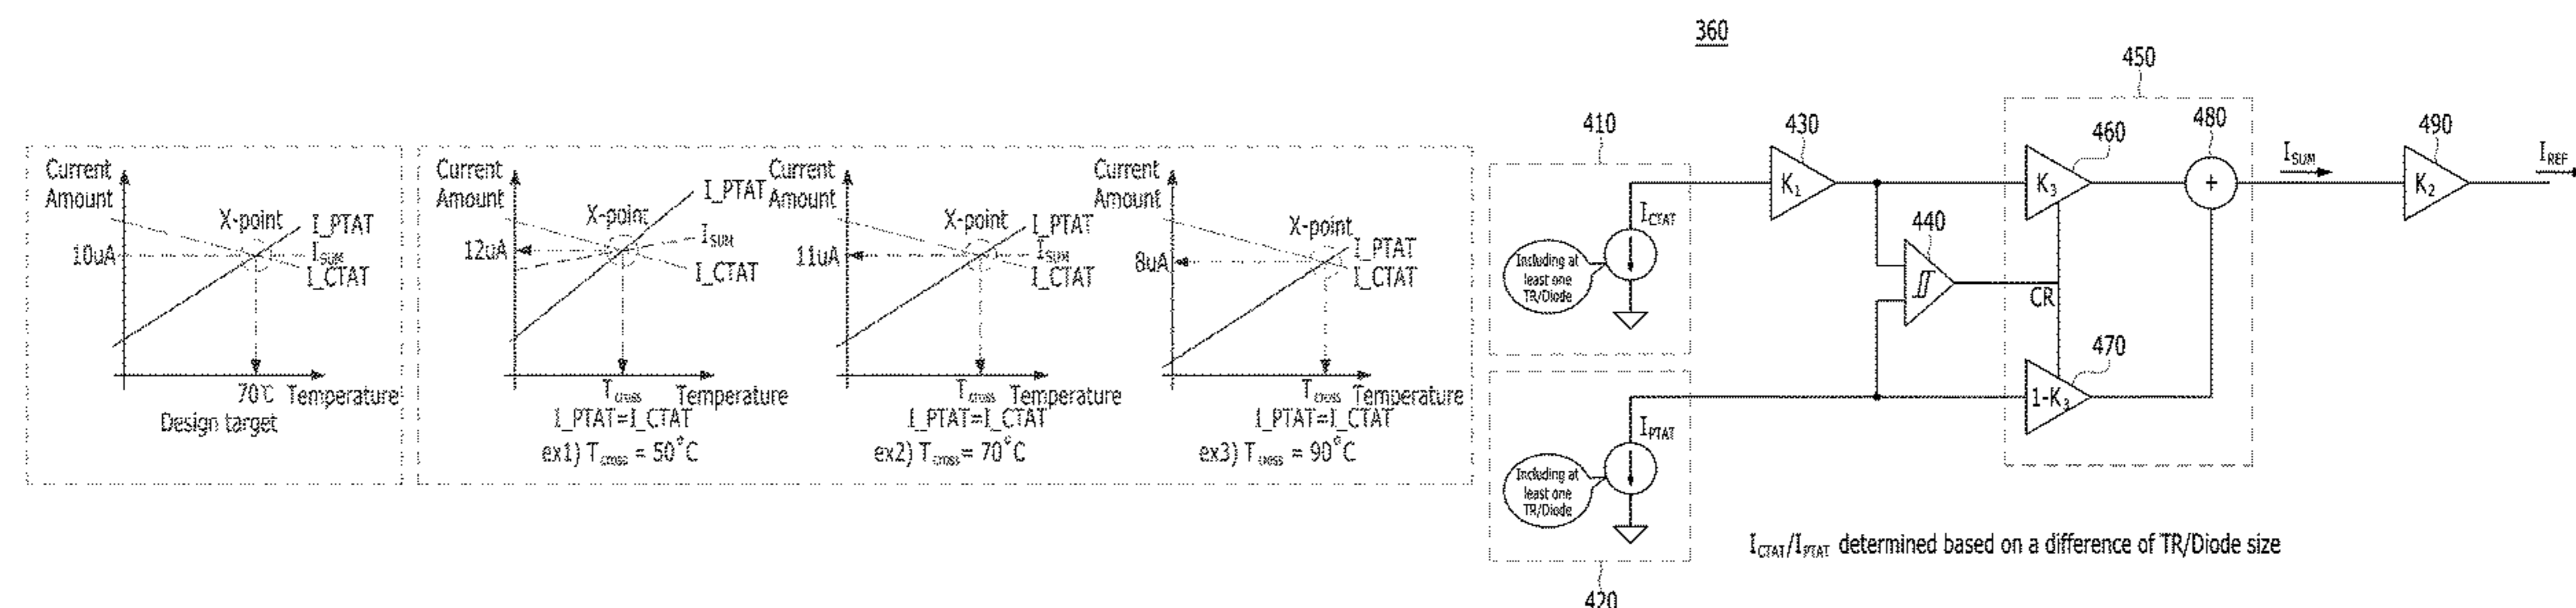 360
Current
Amount
10uA
X-point
I_PTAT
I_SUM
I_CTAT
70℃
Temperature
Design target
Current
Amount
12uA
X-point
I_PTAT
I_SUM
I_CTAT
T_cross
Temperature
I_PTAT=I_CTAT
ex1) T_cross = 50°C
Current
Amount
11uA
X-point
I_PTAT
I_SUM
I_CTAT
T_cross
Temperature
I_PTAT=I_CTAT
ex2) T_cross = 70°C
Current
Amount
8uA
X-point
I_PTAT
I_CTAT
T_cross
Temperature
I_PTAT=I_CTAT
ex3) T_cross = 90°C
410
I_CTAT
Including at
least one
TR/Diode
420
I_PTAT
Including at
least one
TR/Diode
430
K₁
440
CR
450
460
K₃
470
1-K₃
480
+
I_SUM
490
K₂
I_REF
I_CTAT/I_PTAT determined based on a difference of TR/Diode size